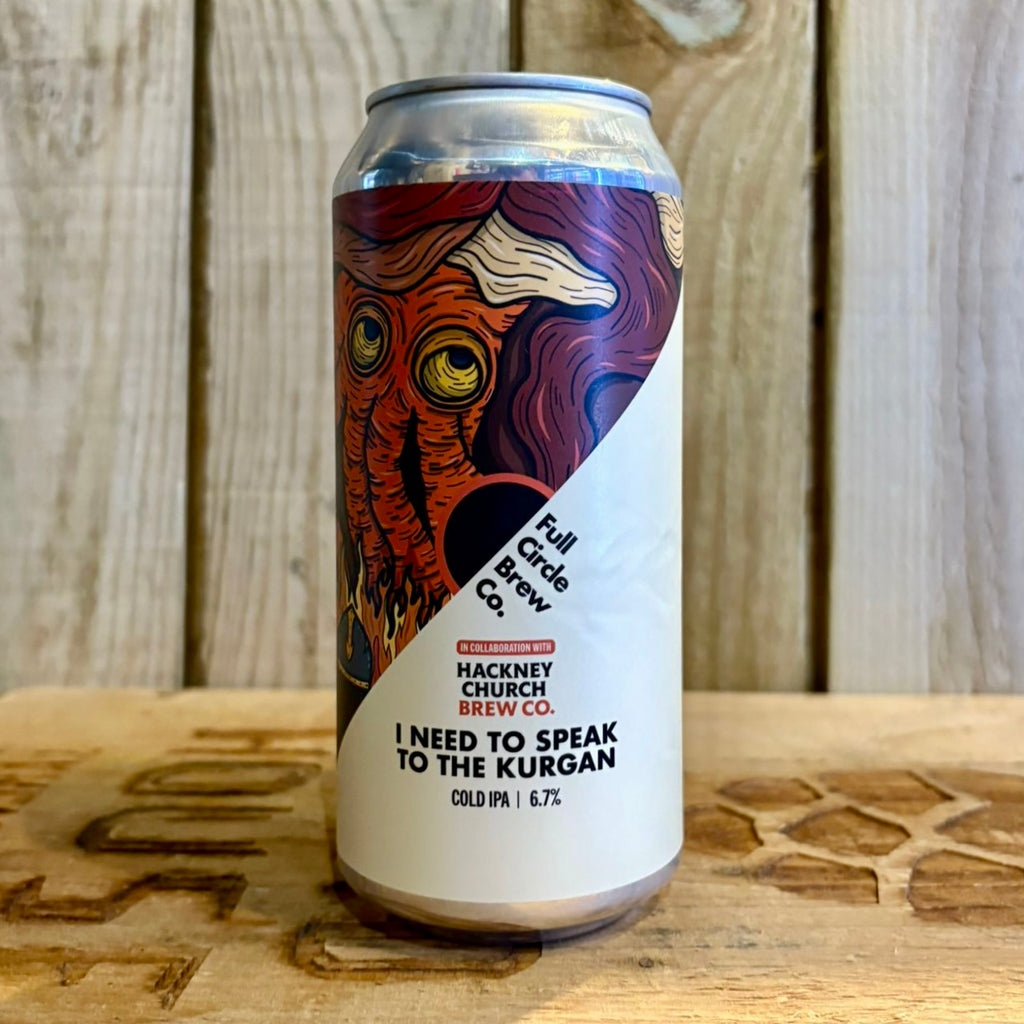 Full
Circle
Brew
Co.
IN COLLABORATION WITH
HACKNEY
CHURCH
BREW CO.
I NEED TO SPEAK
TO THE KURGAN
COLD IPA | 6.7%